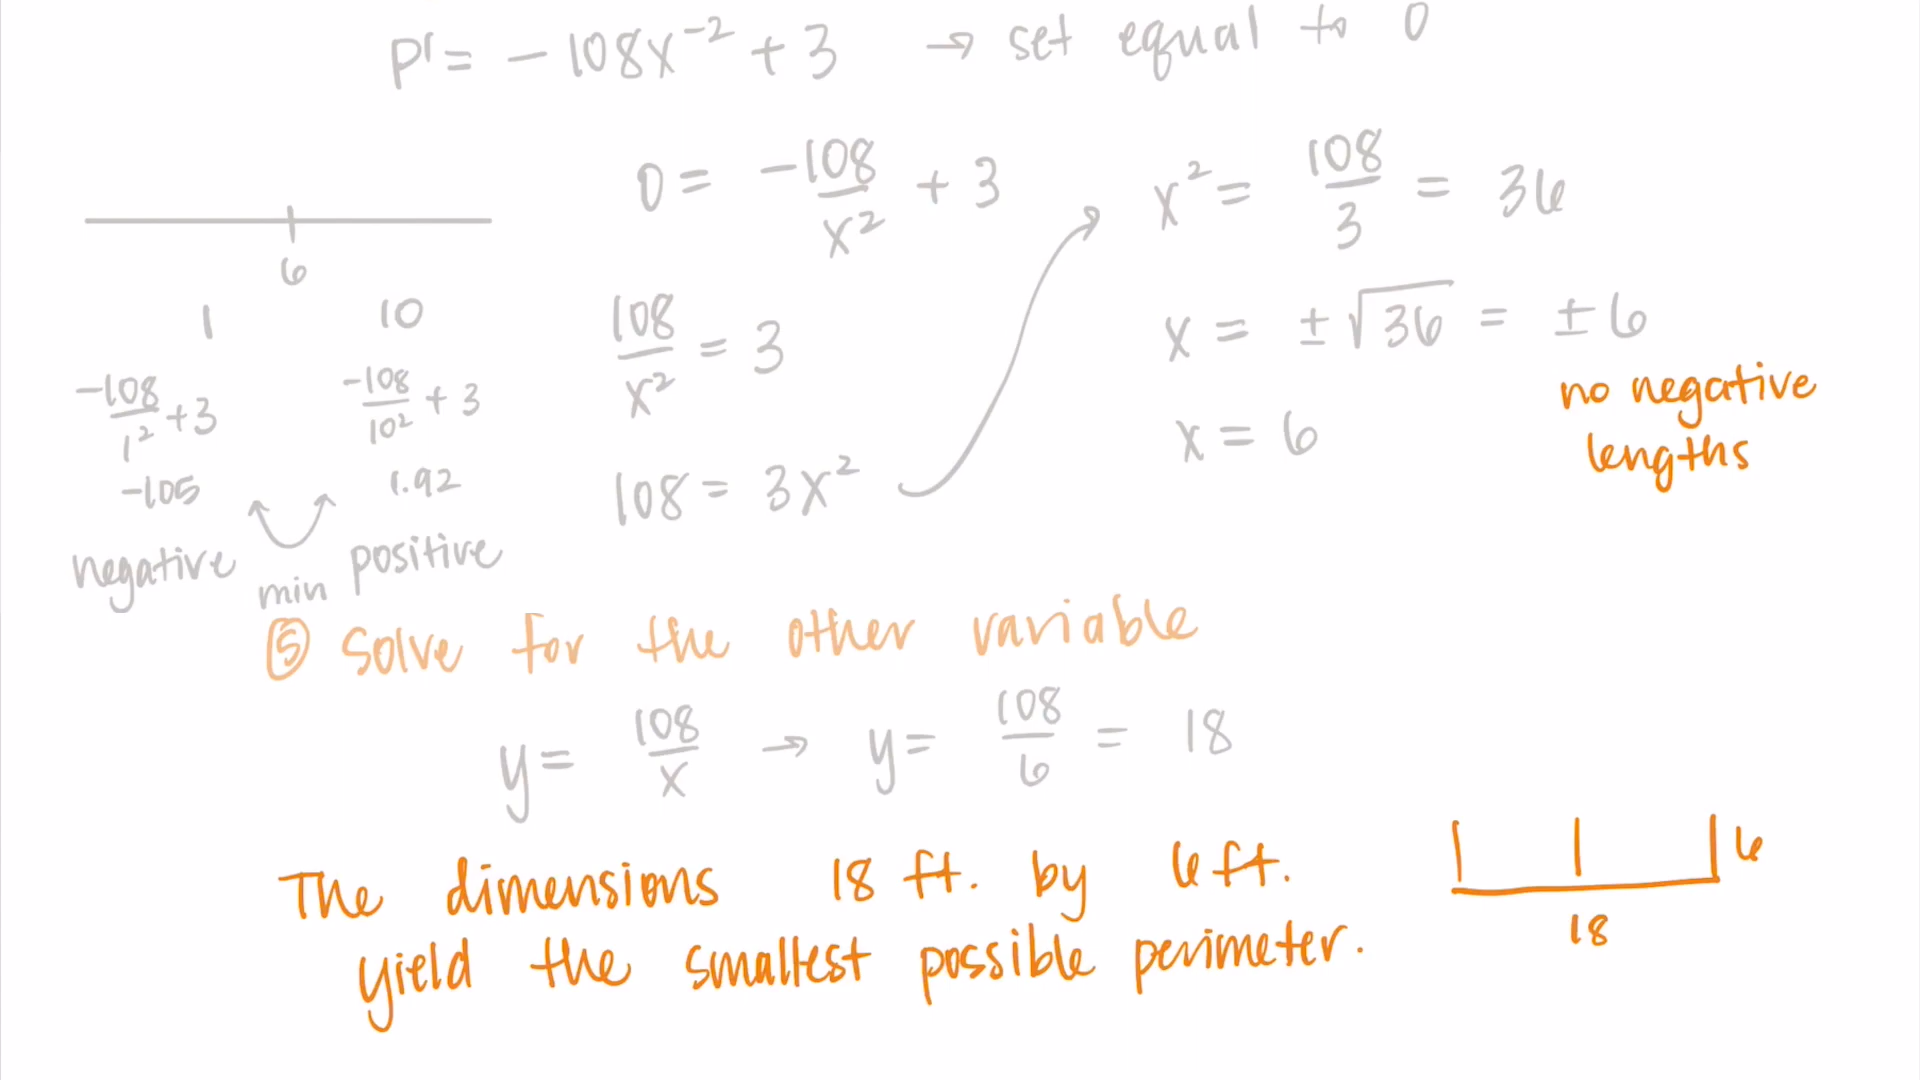 P' = -108x⁻² + 3 → set equal to 0
0 = -108/x² + 3
108/x² = 3
108 = 3x²
x² = 108/3 = 36
x = ±√36 = ±6
no negative
lengths
x = 6
6
1
10
-108/1² + 3
-108/10² + 3
-105
1.92
negative
min
positive
⑤ Solve for the other variable
y = 108/x → y = 108/6 = 18
The dimensions 18 ft. by 6 ft.
yield the smallest possible perimeter.
6
18